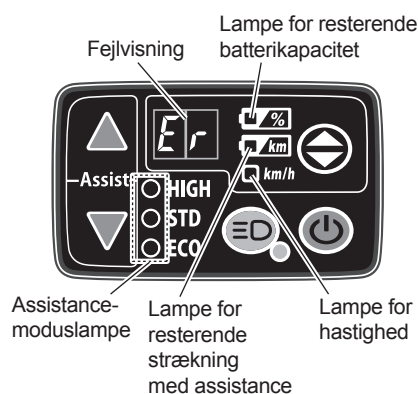 Lampe for resterende
batterikapacitet
Fejlvisning
Er
%
km
km/h
Assist
HIGH
STD
ECO
Assistance-
moduslampe
Lampe for
resterende
strækning
med assistance
Lampe for
hastighed